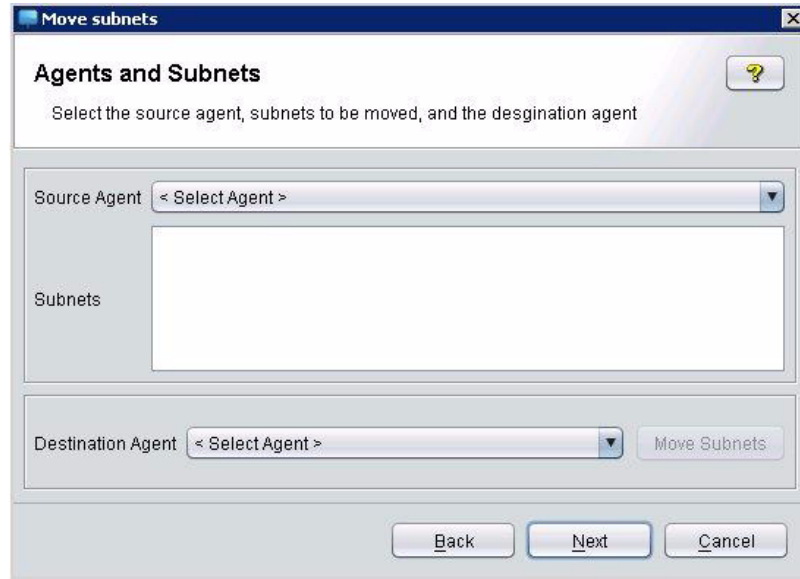 Move subnets
Agents and Subnets
Select the source agent, subnets to be moved, and the desgination agent
Source Agent < Select Agent >
Subnets
Destination Agent < Select Agent > Move Subnets
Back Next Cancel